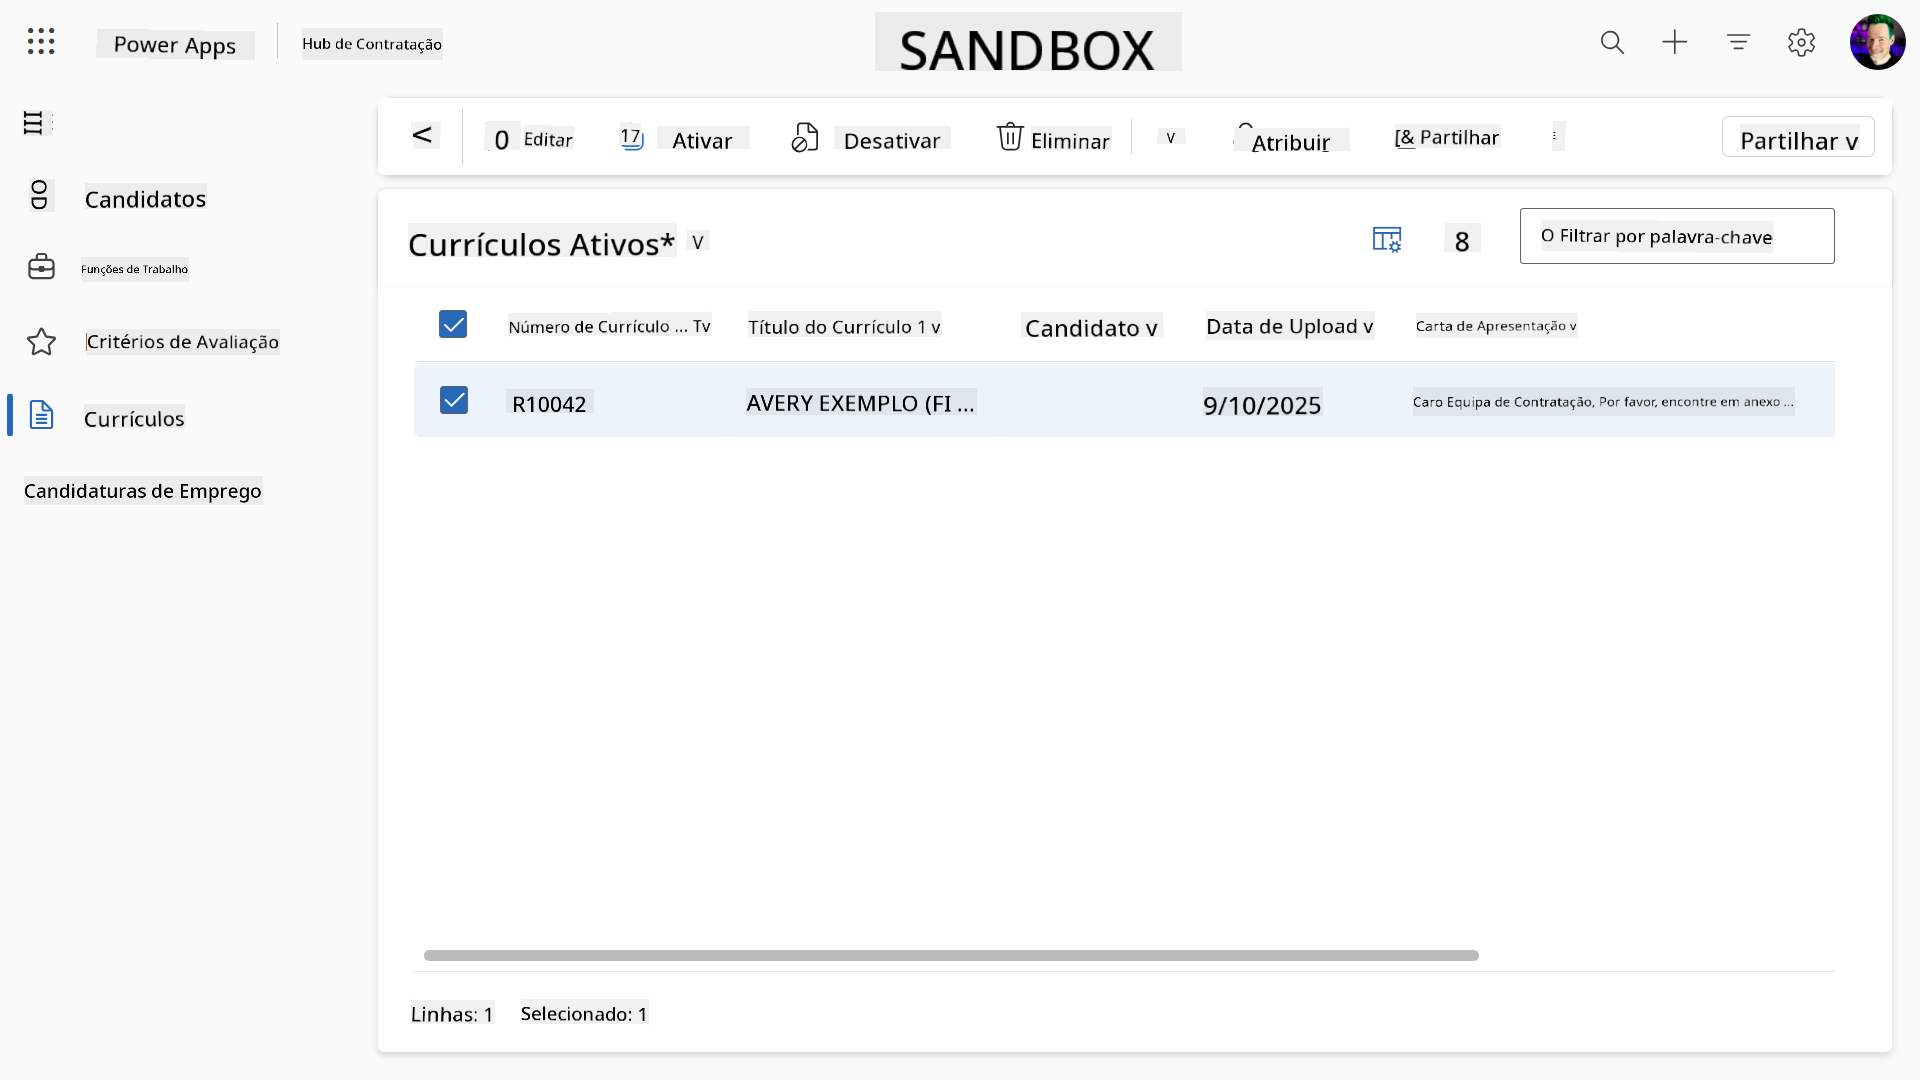 Power Apps
Hub de Contratação
SANDBOX
< 0 Editar 17 Ativar Desativar Eliminar v Atribuir [& Partilhar Partilhar v
Candidatos
Funções de Trabalho
Critérios de Avaliação
Currículos
Candidaturas de Emprego
Currículos Ativos* v 8 O Filtrar por palavra-chave
Número de Currículo ... Tv Título do Currículo 1 v Candidato v Data de Upload v Carta de Apresentação v
R10042 AVERY EXEMPLO (FI ... 9/10/2025 Caro Equipa de Contratação, Por favor, encontre em anexo ...
Linhas: 1 Selecionado: 1